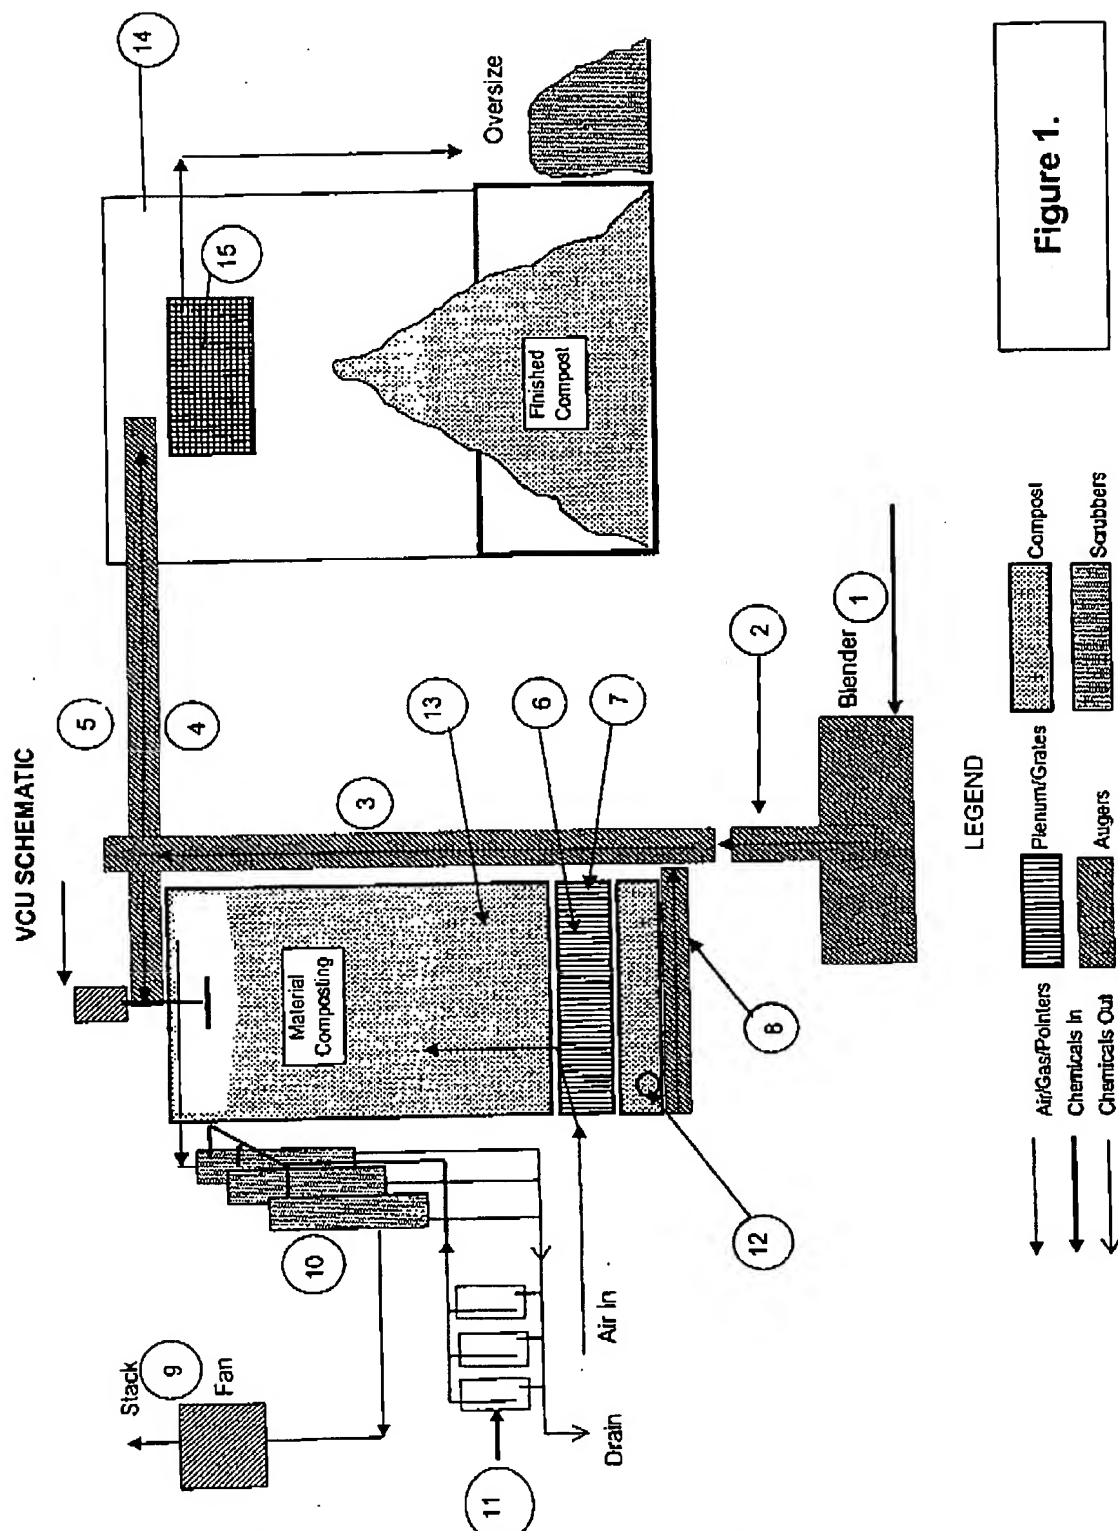 VCU SCHEMATIC
Stack
9
Fan
10
11
Drain
Air In
12
Material
Composting
5
4
3
13
6
7
8
2
Blender
1
14
15
Oversize
Finished
Compost
LEGEND
Air/Gas/Pointers
Chemicals In
Chemicals Out
Plenum/Grates
Augers
Compost
Scrubbers
Figure 1.